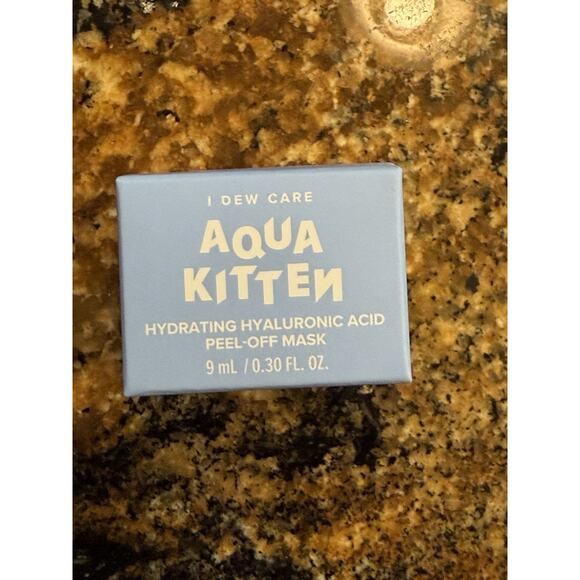 I DEW CARE
AQUA
KITTEN
HYDRATING HYALURONIC ACID
PEEL-OFF MASK
9 mL / 0.30 FL. OZ.